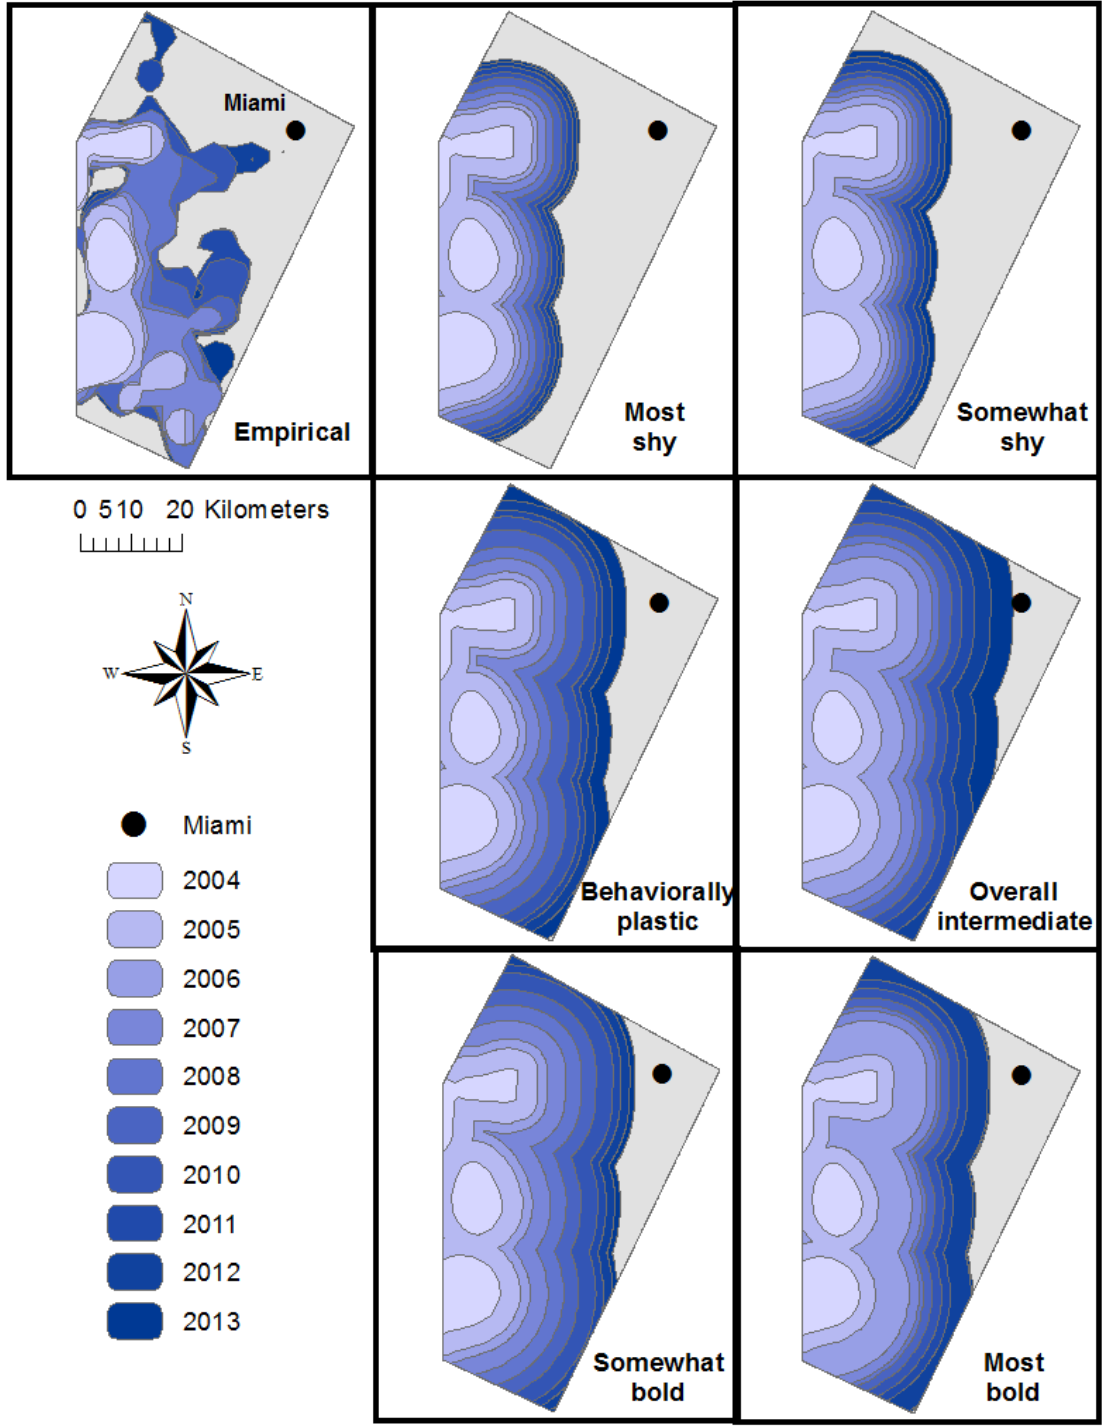 Miami
Empirical
Most
shy
Somewhat
shy
0 5 10 20 Kilometers
N
W E
S
Miami
2004
2005
2006
2007
2008
2009
2010
2011
2012
2013
Behaviorally
plastic
Overall
intermediate
Somewhat
bold
Most
bold